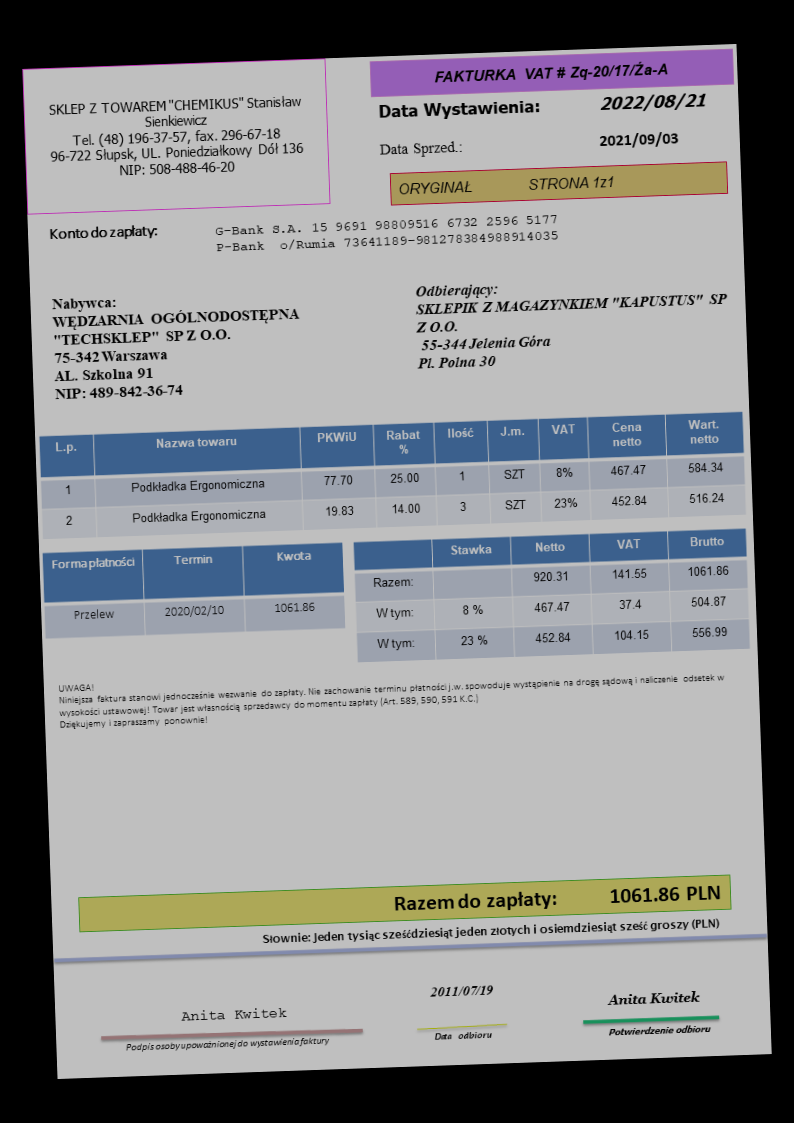 SKLEP Z TOWAREM "CHEMIKUS" Stanisław
Sienkiewicz
Tel. (48) 196-37-57, fax. 296-67-18
96-722 Słupsk, UL. Poniedziałkowy Dół 136
NIP: 508-488-46-20
FAKTURKA VAT # Zq-20/17/Źa-A
Data Wystawienia: 2022/08/21
Data Sprzed.: 2021/09/03
ORYGINAŁ STRONA 1z1
Konto do zapłaty: G-Bank S.A. 15 9691 98809516 6732 2596 5177
P-Bank o/Rumia 73641189-981278384988914035
Nabywca:
WĘDZARNIA OGÓLNODOSTĘPNA
"TECHSKLEP" SP Z O.O.
75-342 Warszawa
AL. Szkolna 91
NIP: 489-842-36-74
Odbierający:
SKLEPIK Z MAGAZYNKIEM "KAPUSTUS" SP
Z O.O.
55-344 Jelenia Góra
Pl. Polna 30
L.p. Nazwa towaru PKWiU Rabat % Ilość J.m. VAT Cena netto Wart. netto
1 Podkładka Ergonomiczna 77.70 25.00 1 SZT 8% 467.47 584.34
2 Podkładka Ergonomiczna 19.83 14.00 3 SZT 23% 452.84 516.24
Forma płatności Termin Kwota
Przelew 2020/02/10 1061.86
Stawka Netto VAT Brutto
Razem: 920.31 141.55 1061.86
W tym: 8 % 467.47 37.4 504.87
W tym: 23 % 452.84 104.15 556.99
UWAGA!
Niniejsza faktura stanowi jednocześnie wezwanie do zapłaty. Nie zachowanie terminu płatności j.w. spowoduje wystąpienie na drogę sądową i naliczenie odsetek w
wysokości ustawowej! Towar jest własnością sprzedawcy do momentu zapłaty (Art. 589, 590, 591 K.C.)
Dziękujemy i zapraszamy ponownie!
Razem do zapłaty: 1061.86 PLN
Słownie: Jeden tysiąc sześćdziesiąt jeden złotych i osiemdziesiąt sześć groszy (PLN)
Anita Kwitek
Podpis osoby upoważnionej do wystawienia faktury
2011/07/19
Data odbioru
Anita Kwitek
Potwierdzenie odbioru